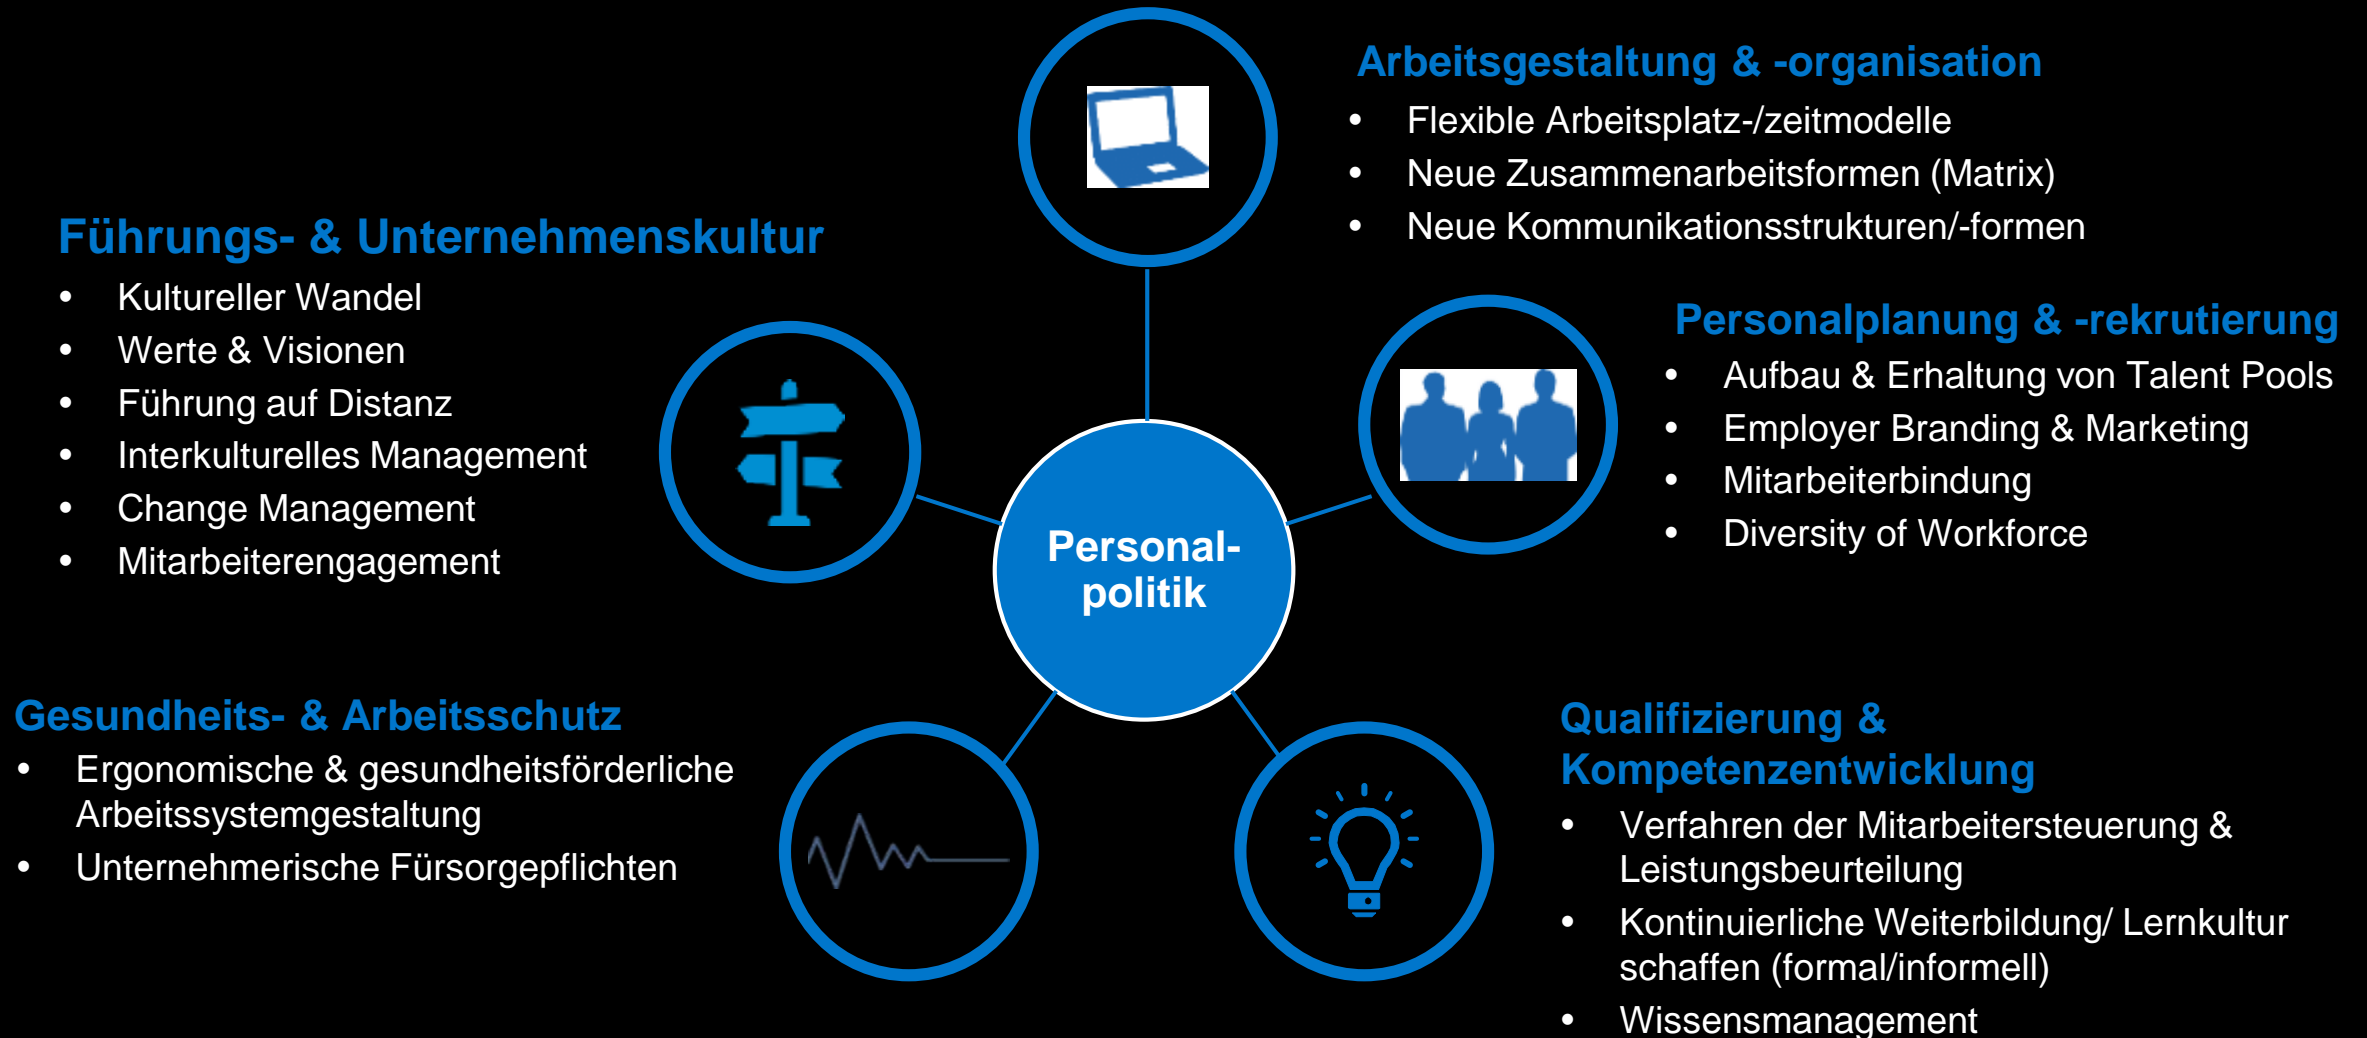 Arbeitsgestaltung & -organisation
• Flexible Arbeitsplatz-/zeitmodelle
• Neue Zusammenarbeitsformen (Matrix)
• Neue Kommunikationsstrukturen/-formen
Führungs- & Unternehmenskultur
• Kultureller Wandel
• Werte & Visionen
• Führung auf Distanz
• Interkulturelles Management
• Change Management
• Mitarbeiterengagement
Personalplanung & -rekrutierung
• Aufbau & Erhaltung von Talent Pools
• Employer Branding & Marketing
• Mitarbeiterbindung
• Diversity of Workforce
Personal-
politik
Gesundheits- & Arbeitsschutz
• Ergonomische & gesundheitsförderliche
Arbeitssystemgestaltung
• Unternehmerische Fürsorgepflichten
Qualifizierung &
Kompetenzentwicklung
• Verfahren der Mitarbeitersteuerung &
Leistungsbeurteilung
• Kontinuierliche Weiterbildung/ Lernkultur
schaffen (formal/informell)
• Wissensmanagement